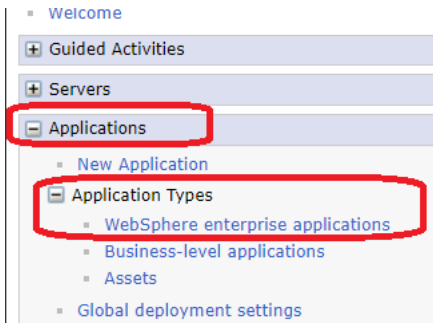 Welcome
Guided Activities
Servers
Applications
New Application
Application Types
WebSphere enterprise applications
Business-level applications
Assets
Global deployment settings